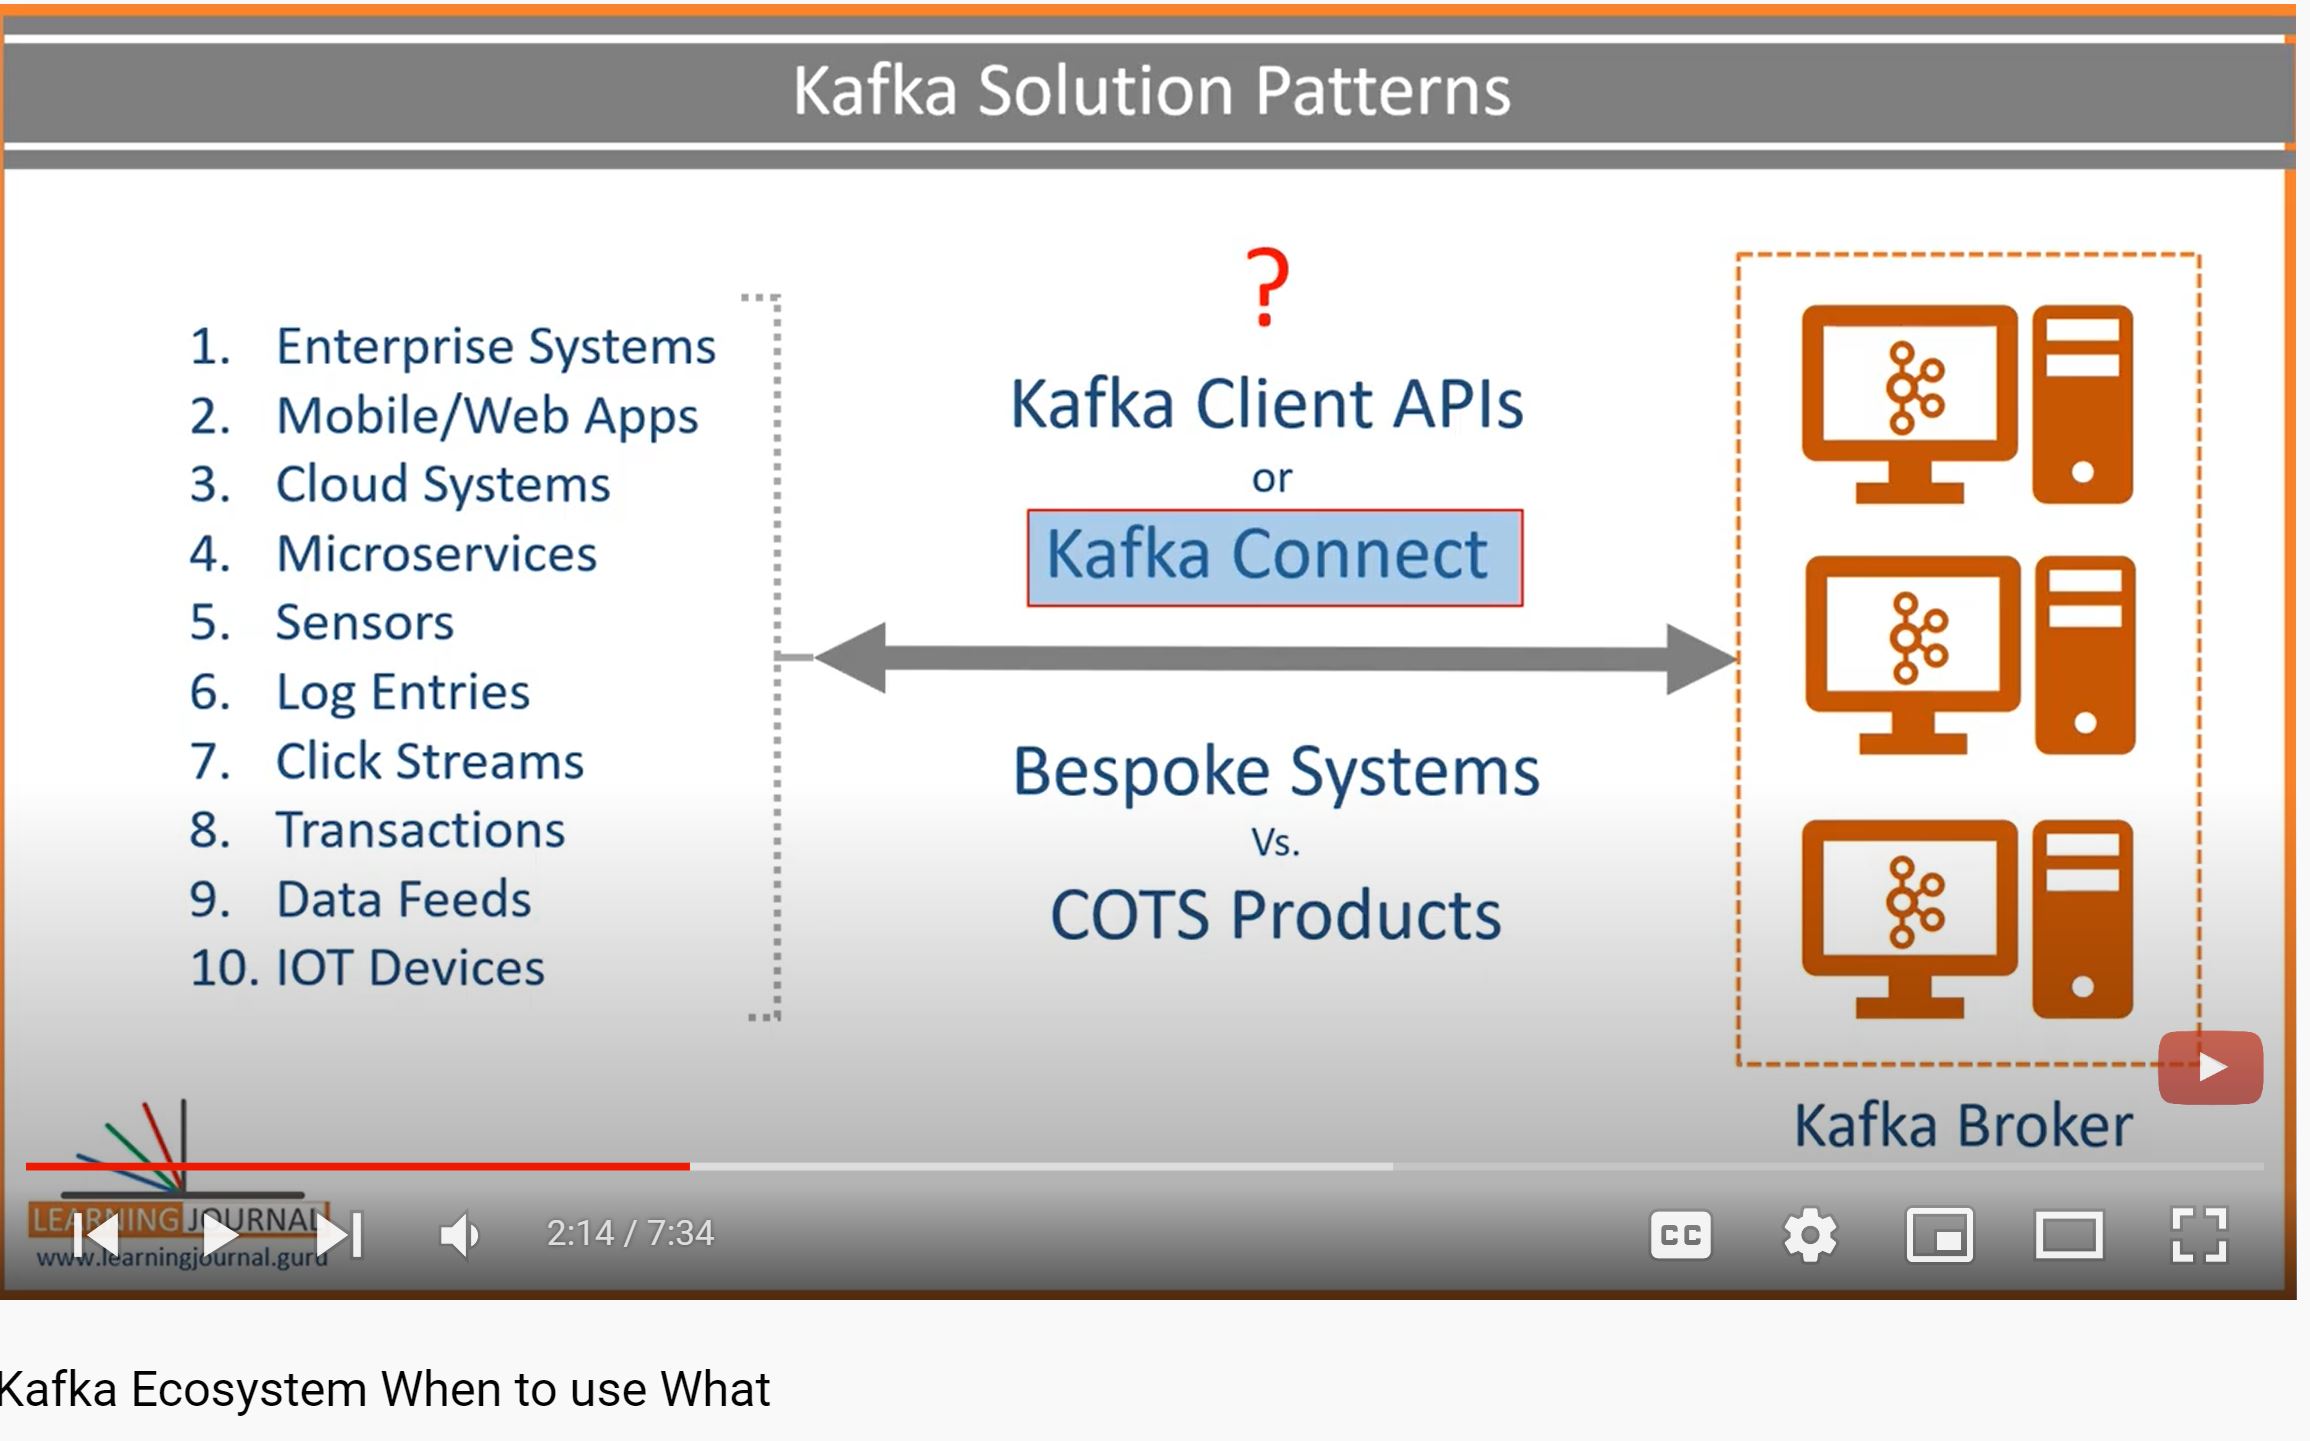 Kafka Solution Patterns
1. Enterprise Systems
2. Mobile/Web Apps
3. Cloud Systems
4. Microservices
5. Sensors
6. Log Entries
7. Click Streams
8. Transactions
9. Data Feeds
10. IOT Devices
?
Kafka Client APIs
or
Kafka Connect
Bespoke Systems
Vs.
COTS Products
Kafka Broker
LEARNING JOURNAL
www.learningjournal.guru
2:14 / 7:34
CC
Kafka Ecosystem When to use What